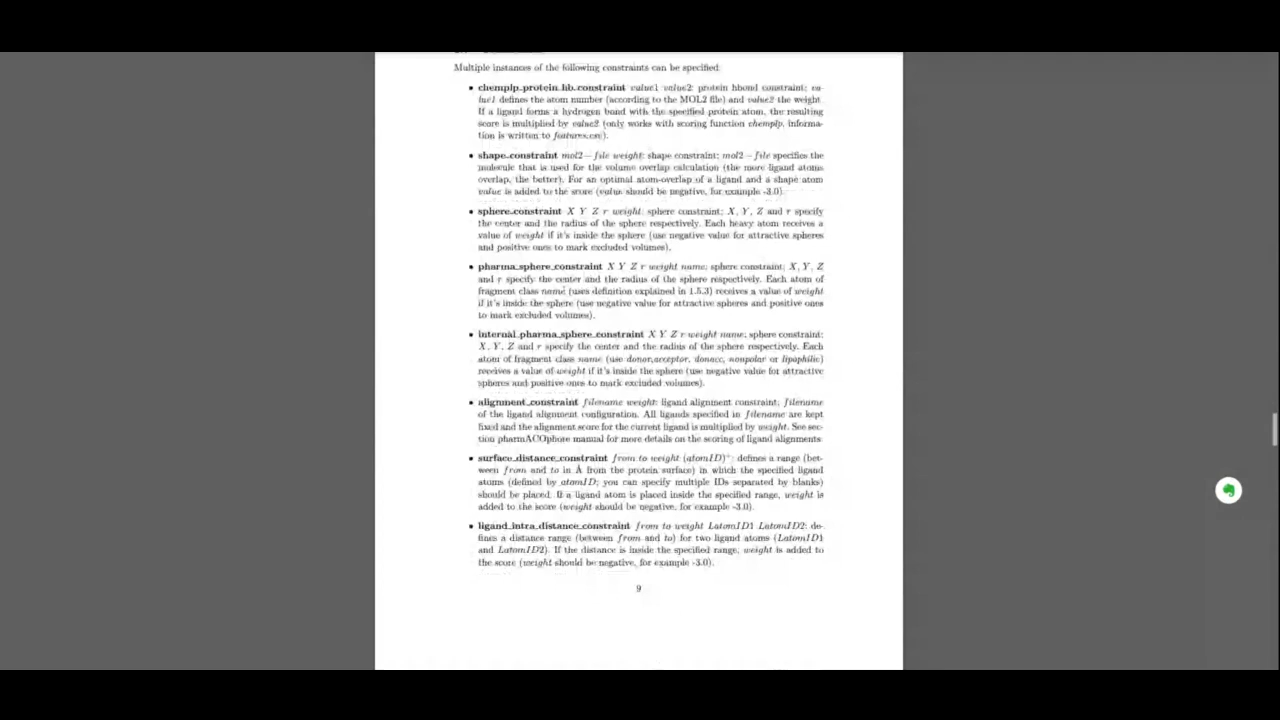 Multiple instances of the following constraints can be specified:
• chemplp_protein_hb_constraint value1 value2: protein hbond constraint; va-
lue1 defines the atom number (according to the MOL2 file) and value2 the weight.
If a ligand forms a hydrogen bond with the specified protein atom, the resulting
score is multiplied by value2 (only works with scoring function chemplp, informa-
tion is written to features.csv).
• shape_constraint mol2 − file weight: shape constraint; mol2 − file specifies the
molecule that is used for the volume overlap calculation (the more ligand atoms
overlap, the better). For an optimal atom-overlap of a ligand and a shape atom
value is added to the score (value should be negative, for example -3.0).
• sphere_constraint X Y Z r weight: sphere constraint; X, Y, Z and r specify
the center and the radius of the sphere respectively. Each heavy atom receives a
value of weight if it's inside the sphere (use negative value for attractive spheres
and positive ones to mark excluded volumes).
• pharma_sphere_constraint X Y Z r weight name: sphere constraint; X, Y, Z
and r specify the center and the radius of the sphere respectively. Each atom of
fragment class name (uses definition explained in 1.5.3) receives a value of weight
if it's inside the sphere (use negative value for attractive spheres and positive ones
to mark excluded volumes).
• internal_pharma_sphere_constraint X Y Z r weight name: sphere constraint;
X, Y, Z and r specify the center and the radius of the sphere respectively. Each
atom of fragment class name (use donor,acceptor, donacc, nonpolar or lipophilic)
receives a value of weight if it's inside the sphere (use negative value for attractive
spheres and positive ones to mark excluded volumes).
• alignment_constraint filename weight: ligand alignment constraint; filename
of the ligand alignment configuration. All ligands specified in filename are kept
fixed and the alignment score for the current ligand is multiplied by weight. See sec-
tion pharmACOphore manual for more details on the scoring of ligand alignments.
• surface_distance_constraint from to weight (atomID)⁺: defines a range (bet-
ween from and to in Å from the protein surface) in which the specified ligand
atoms (defined by atomID; you can specify multiple IDs separated by blanks)
should be placed. If a ligand atom is placed inside the specified range, weight is
added to the score (weight should be negative, for example -3.0).
• ligand_intra_distance_constraint from to weight LatomID1 LatomID2: de-
fines a distance range (between from and to) for two ligand atoms (LatomID1
and LatomID2). If the distance is inside the specified range, weight is added to
the score (weight should be negative, for example -3.0).
9